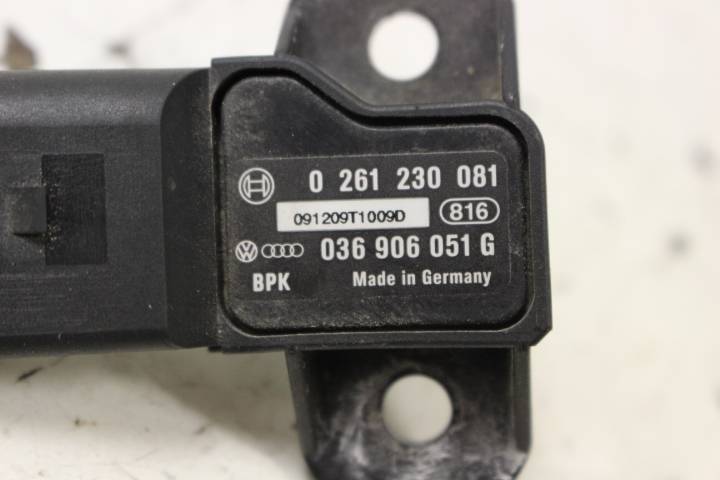 0 261 230 081
091209T1009D 816
036 906 051 G
BPK Made in Germany